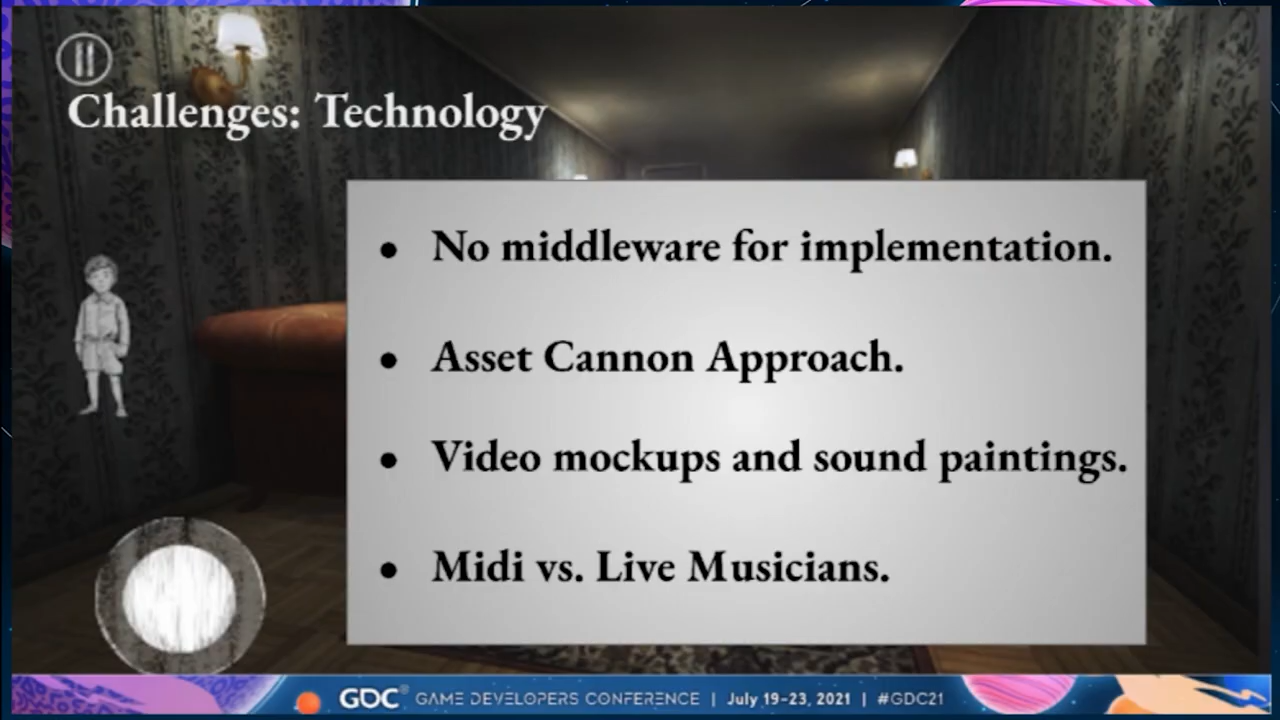 Challenges: Technology
● No middleware for implementation.
● Asset Cannon Approach.
● Video mockups and sound paintings.
● Midi vs. Live Musicians.
GDC® GAME DEVELOPERS CONFERENCE | July 19-23, 2021 | #GDC21